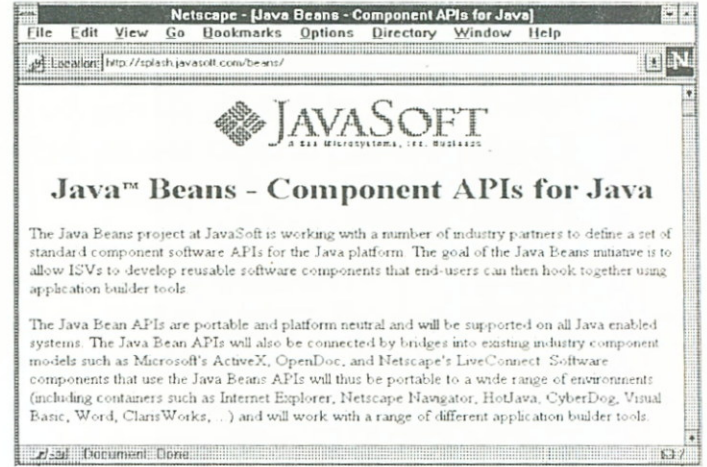 Netscape - [Java Beans - Component APIs for Java]
File Edit View Go Bookmarks Options Directory Window Help
Location: http://splash.javasoft.com/beans/
N
JAVASOFT
A Sun Microsystems, Inc. Business
Java™ Beans - Component APIs for Java
The Java Beans project at JavaSoft is working with a number of industry partners to define a set of
standard component software APIs for the Java platform. The goal of the Java Beans initiative is to
allow ISVs to develop reusable software components that end-users can then hook together using
application builder tools.
The Java Bean APIs are portable and platform neutral and will be supported on all Java enabled
systems. The Java Bean APIs will also be connected by bridges into existing industry component
models such as Microsoft's ActiveX, OpenDoc, and Netscape's LiveConnect. Software
components that use the Java Beans APIs will thus be portable to a wide range of environments
(including containers such as Internet Explorer, Netscape Navigator, HotJava, CyberDog, Visual
Basic, Word, ClarisWorks, ...) and will work with a range of different application builder tools.
Document: Done